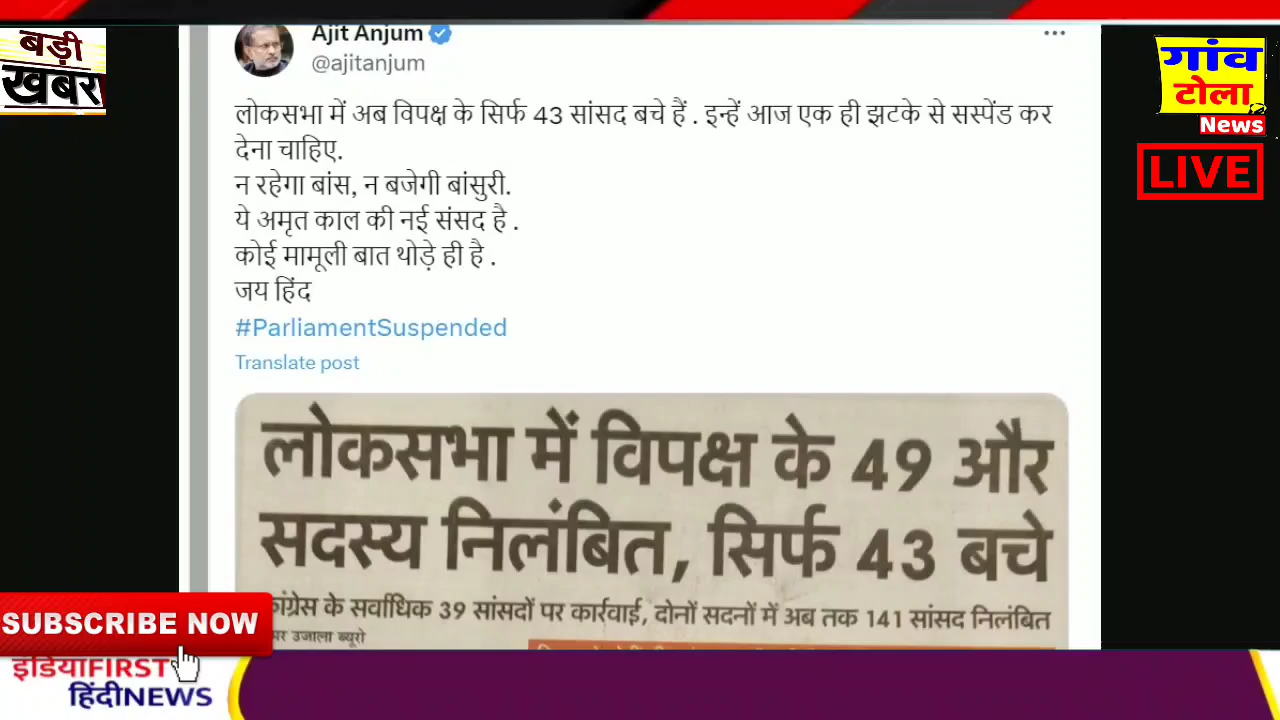 बड़ी
खबर
Ajit Anjum
@ajitanjum
लोकसभा में अब विपक्ष के सिर्फ 43 सांसद बचे हैं . इन्हें आज एक ही झटके से सस्पेंड कर
देना चाहिए.
न रहेगा बांस, न बजेगी बांसुरी.
ये अमृत काल की नई संसद है .
कोई मामूली बात थोड़े ही है .
जय हिंद
#ParliamentSuspended
Translate post
लोकसभा में विपक्ष के 49 और
सदस्य निलंबित, सिर्फ 43 बचे
कांग्रेस के सर्वाधिक 39 सांसदों पर कार्रवाई, दोनों सदनों में अब तक 141 सांसद निलंबित
उजाला ब्यूरो
गांव
टोला
News
LIVE
SUBSCRIBE NOW
इंडियाFIRST
हिंदीNEWS